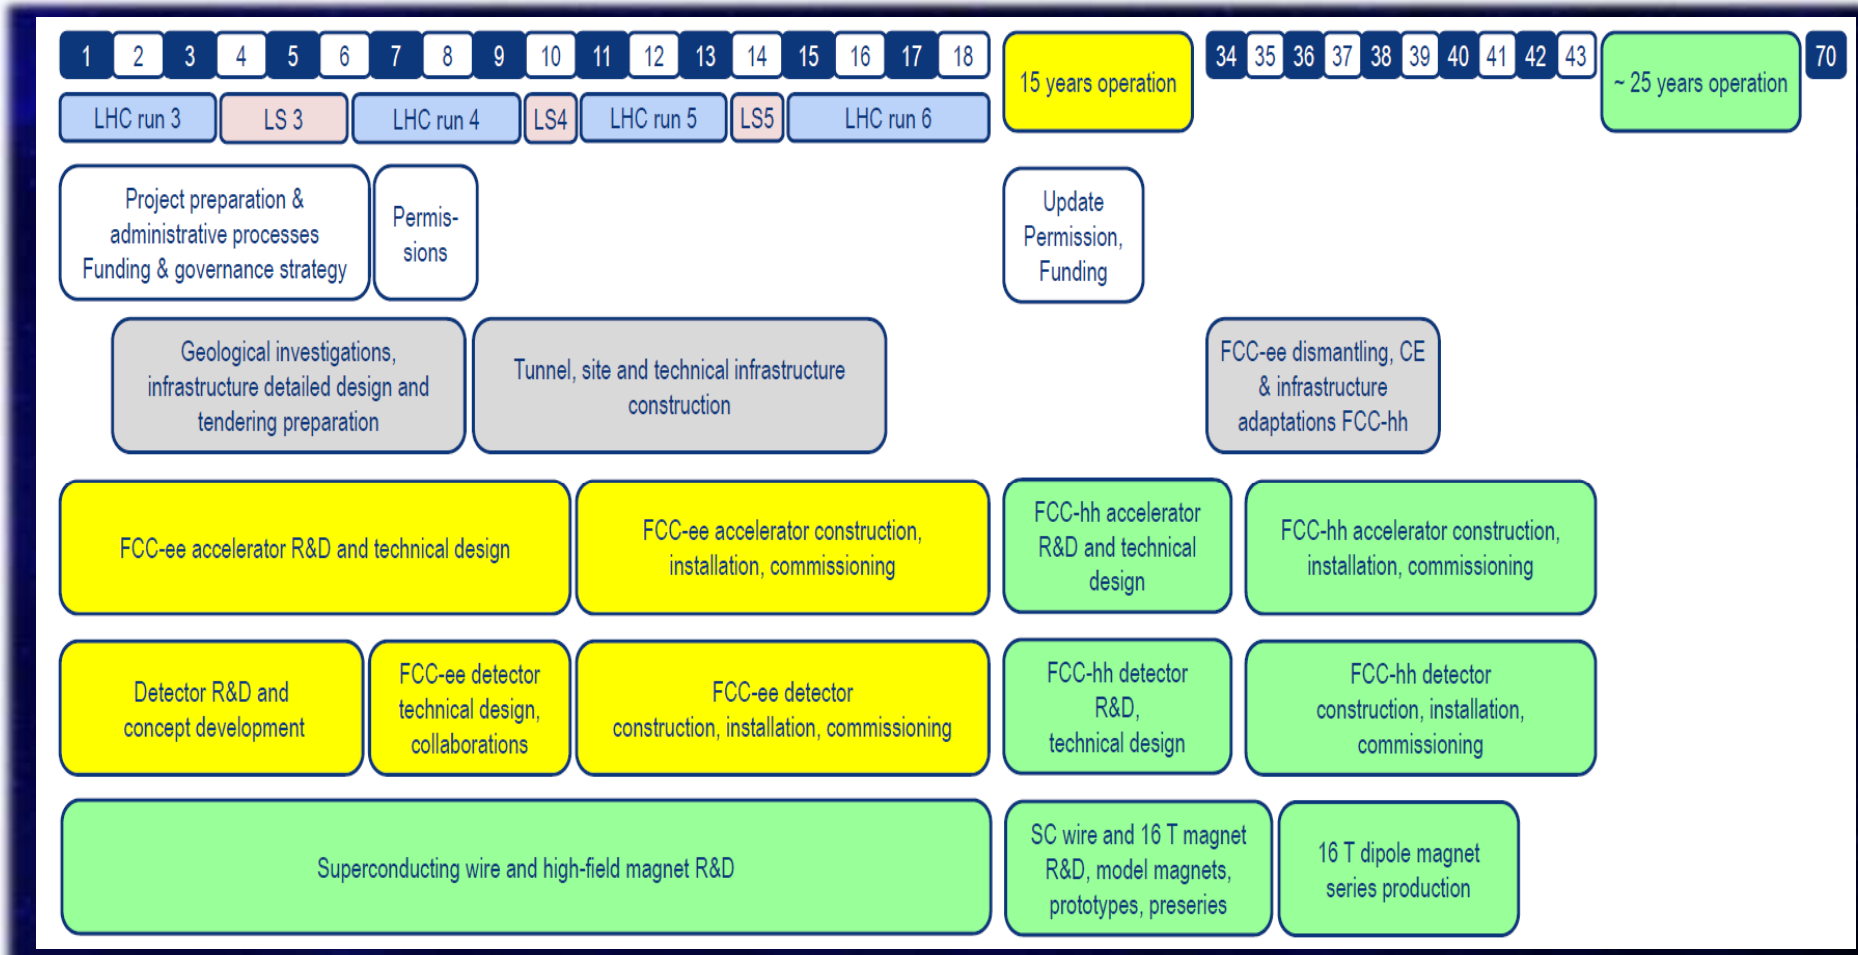 1 2 3 4 5 6 7 8 9 10 11 12 13 14 15 16 17 18
15 years operation
34 35 36 37 38 39 40 41 42 43
~ 25 years operation
70
LHC run 3
LS 3
LHC run 4
LS4
LHC run 5
LS5
LHC run 6
Project preparation &
administrative processes
Funding & governance strategy
Permis-
sions
Update
Permission,
Funding
Geological investigations,
infrastructure detailed design and
tendering preparation
Tunnel, site and technical infrastructure
construction
FCC-ee dismantling, CE
& infrastructure
adaptations FCC-hh
FCC-ee accelerator R&D and technical design
FCC-ee accelerator construction,
installation, commissioning
FCC-hh accelerator
R&D and technical
design
FCC-hh accelerator construction,
installation, commissioning
Detector R&D and
concept development
FCC-ee detector
technical design,
collaborations
FCC-ee detector
construction, installation, commissioning
FCC-hh detector
R&D,
technical design
FCC-hh detector
construction, installation,
commissioning
Superconducting wire and high-field magnet R&D
SC wire and 16 T magnet
R&D, model magnets,
prototypes, preseries
16 T dipole magnet
series production